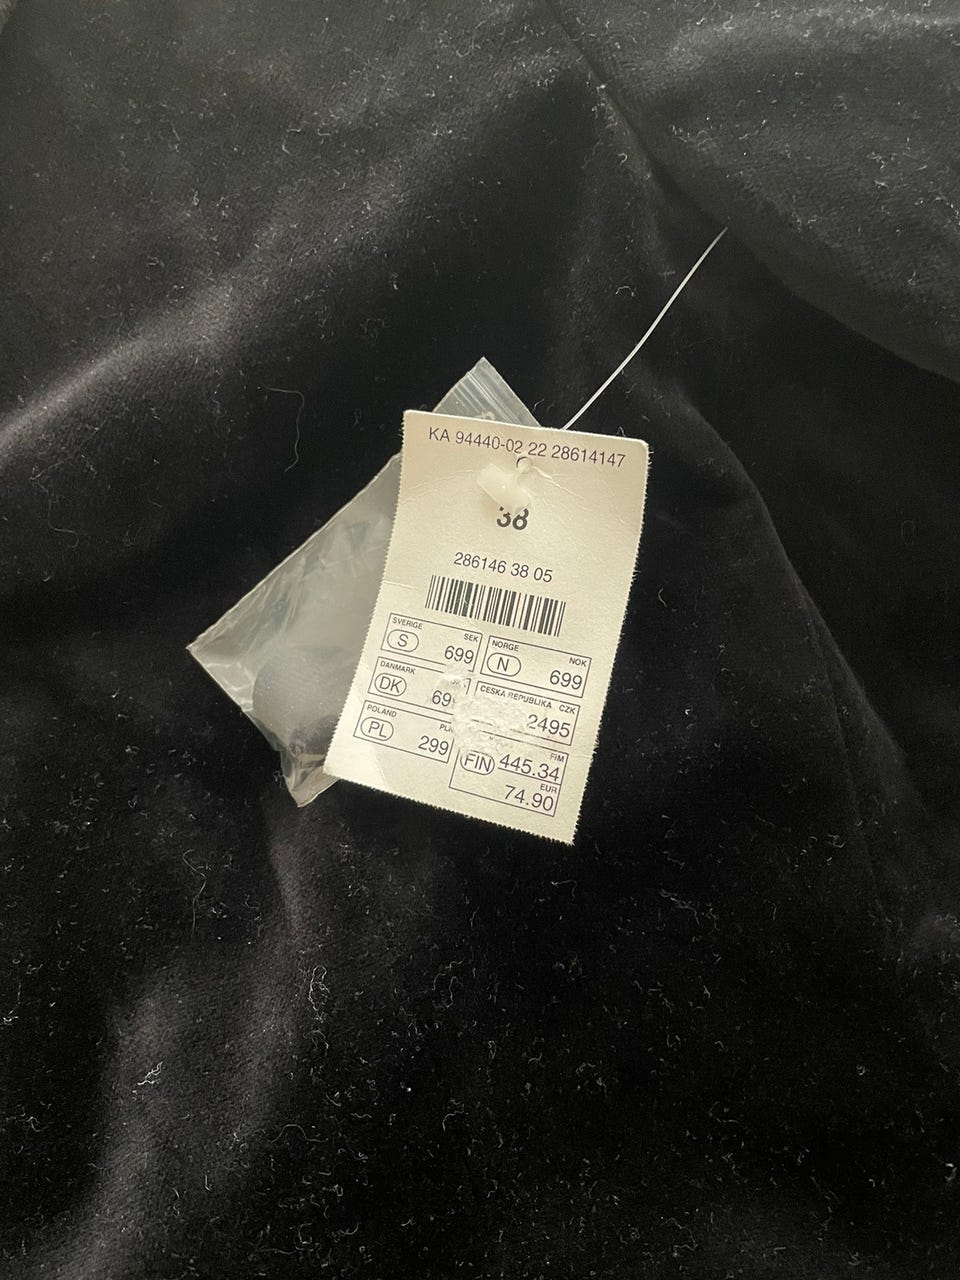 KA 94440-02 22 28614147
38
286146 38 05
SVERIGE SEK
S 699
NORGE NOK
N 699
DANMARK
DK 69
CESKA REPUBLIKA CZK
2495
POLAND
PL 299
FIM
FIN 445.34
EUR
74.90